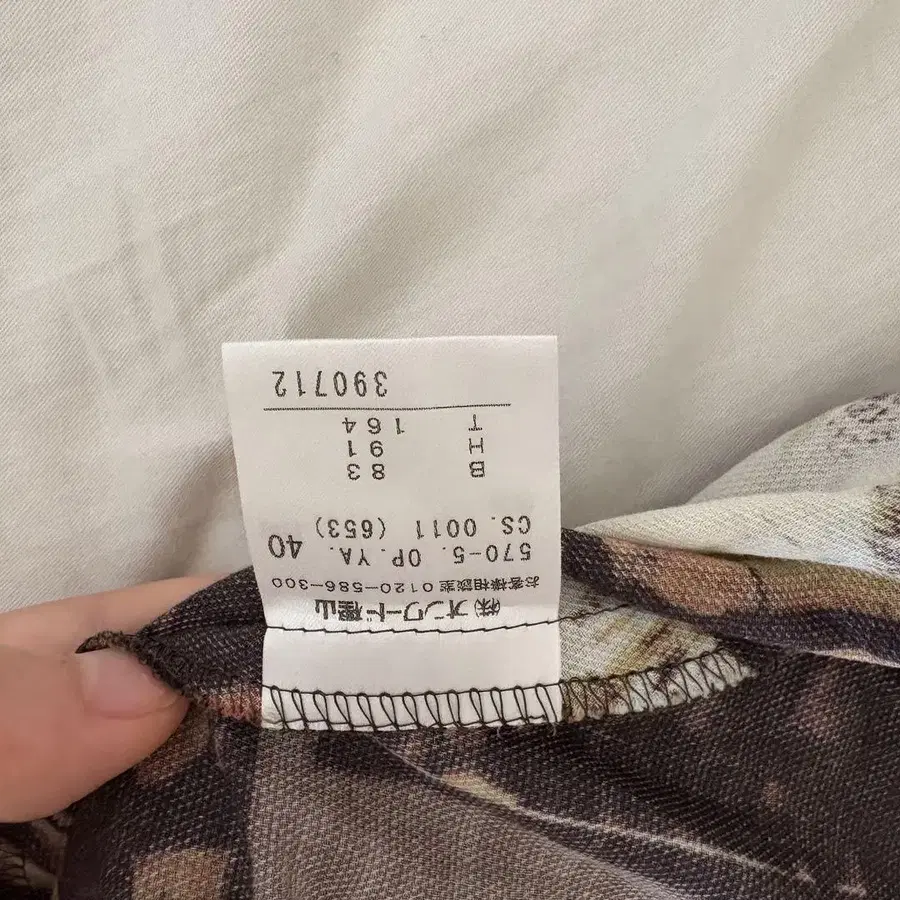 ㈱オンワード樫山
お客様相談室 0120-586-300
570-5. OP. YA. 40
CS. 0011 (653)
B 83
H 91
T 164
390712